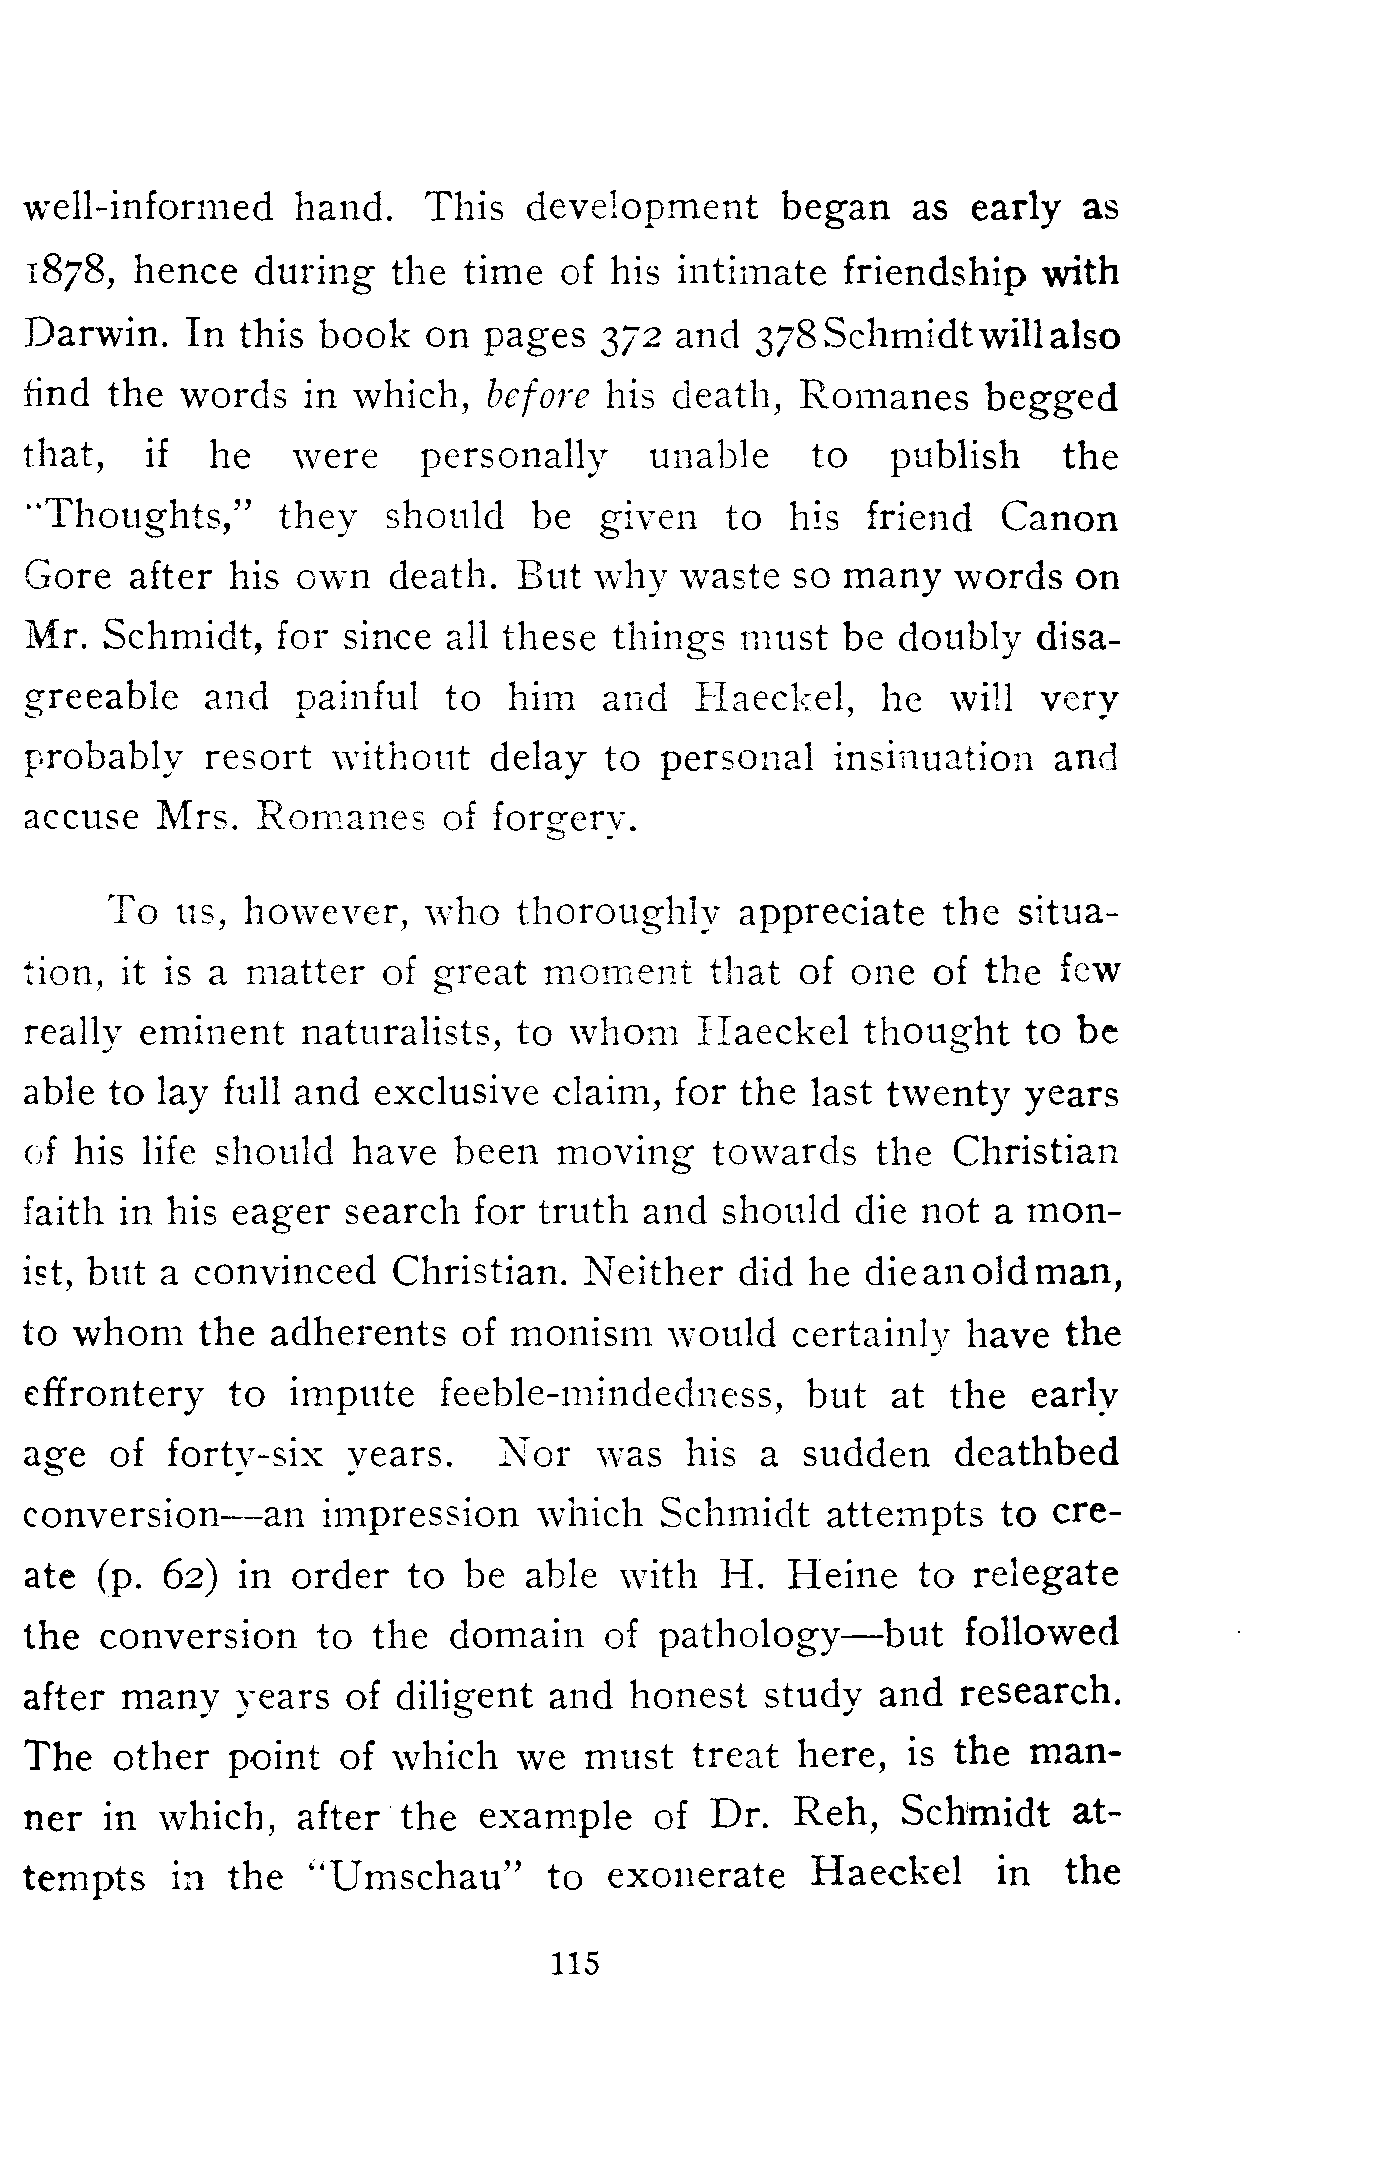 well-informed hand. This development began as early as
1878, hence during the time of his intimate friendship with
Darwin. In this book on pages 372 and 378 Schmidt will also
find the words in which, before his death, Romanes begged
that, if he were personally unable to publish the
"Thoughts," they should be given to his friend Canon
Gore after his own death. But why waste so many words on
Mr. Schmidt, for since all these things must be doubly disa-
greeable and painful to him and Haeckel, he will very
probably resort without delay to personal insinuation and
accuse Mrs. Romanes of forgery.
To us, however, who thoroughly appreciate the situa-
tion, it is a matter of great moment that of one of the few
really eminent naturalists, to whom Haeckel thought to be
able to lay full and exclusive claim, for the last twenty years
of his life should have been moving towards the Christian
faith in his eager search for truth and should die not a mon-
ist, but a convinced Christian. Neither did he die an old man,
to whom the adherents of monism would certainly have the
effrontery to impute feeble-mindedness, but at the early
age of forty-six years. Nor was his a sudden deathbed
conversion—an impression which Schmidt attempts to cre-
ate (p. 62) in order to be able with H. Heine to relegate
the conversion to the domain of pathology—but followed
after many years of diligent and honest study and research.
The other point of which we must treat here, is the man-
ner in which, after the example of Dr. Reh, Schmidt at-
tempts in the "Umschau" to exonerate Haeckel in the
115